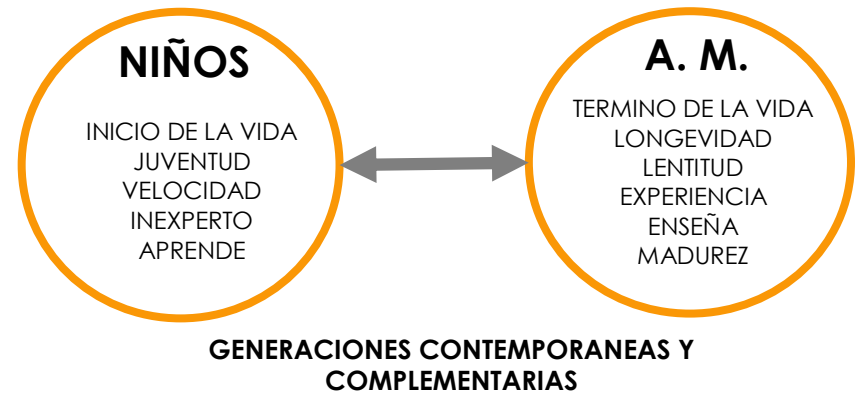 NIÑOS
INICIO DE LA VIDA
JUVENTUD
VELOCIDAD
INEXPERTO
APRENDE
A. M.
TERMINO DE LA VIDA
LONGEVIDAD
LENTITUD
EXPERIENCIA
ENSEÑA
MADUREZ
GENERACIONES CONTEMPORANEAS Y
COMPLEMENTARIAS